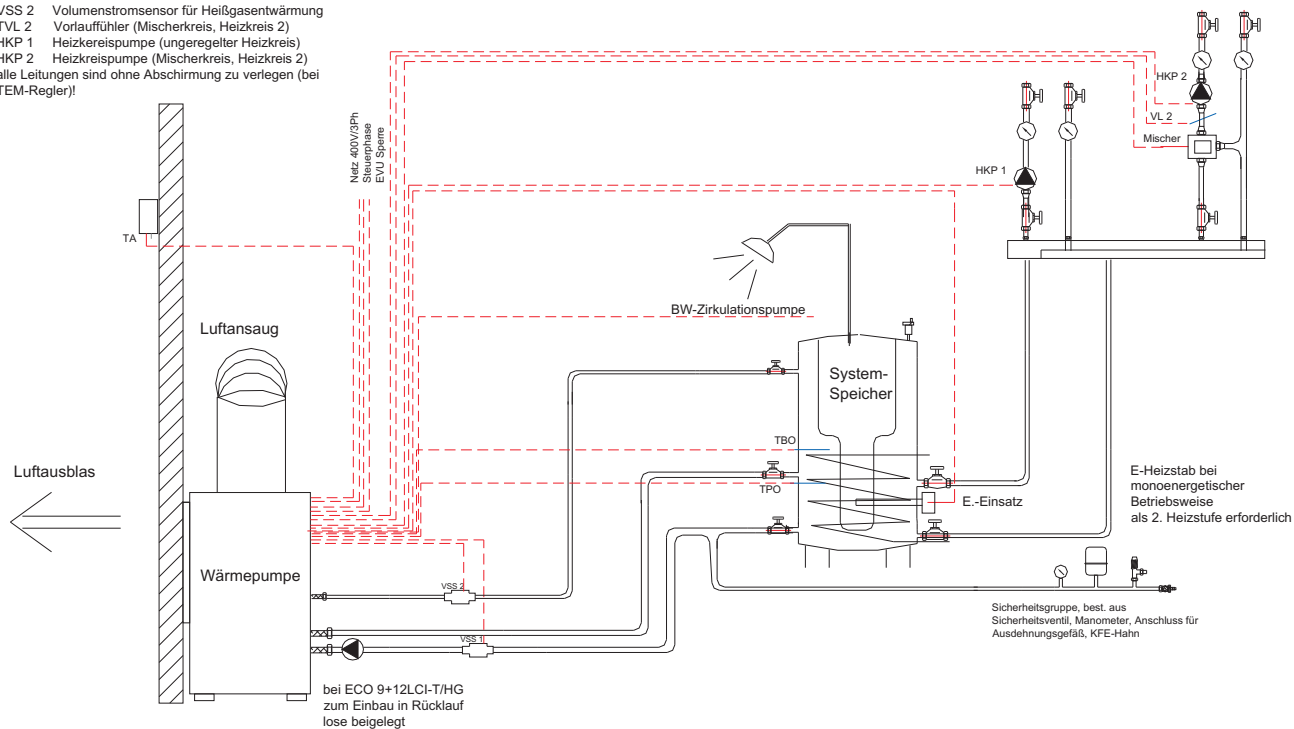 VSS 2 Volumenstromsensor für Heißgasentwärmung
TVL 2 Vorlauffühler (Mischerkreis, Heizkreis 2)
HKP 1 Heizkereispumpe (ungeregelter Heizkreis)
HKP 2 Heizkreispumpe (Mischerkreis, Heizkreis 2)
alle Leitungen sind ohne Abschirmung zu verlegen (bei
TEM-Regler)!
Netz 400V/3Ph
Steuerphase
EVU Sperre
HKP 2
VL 2
Mischer
HKP 1
TA
BW-Zirkulationspumpe
Luftansaug
System-
Speicher
TBO
TPO
E.-Einsatz
E-Heizstab bei
monoenergetischer
Betriebsweise
als 2. Heizstufe erforderlich
Luftausblas
Wärmepumpe
VSS 2
VSS 1
Sicherheitsgruppe, best. aus
Sicherheitsventil, Manometer, Anschluss für
Ausdehnungsgefäß, KFE-Hahn
bei ECO 9+12LCI-T/HG
zum Einbau in Rücklauf
lose beigelegt